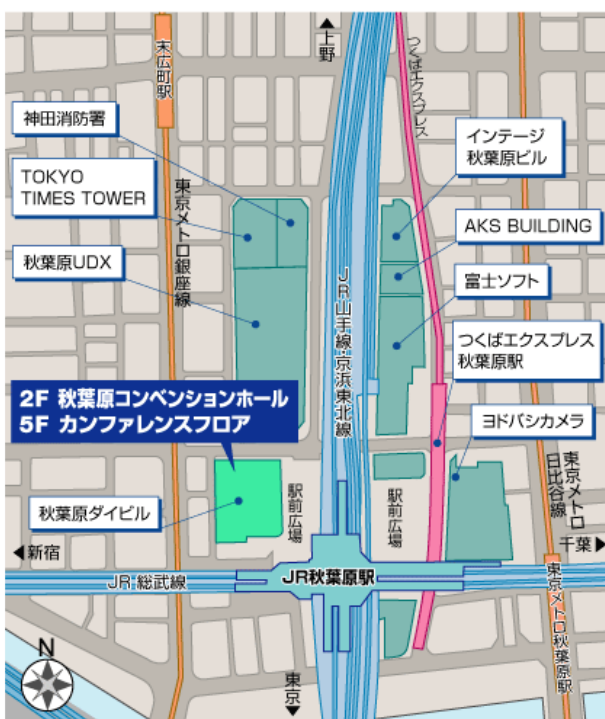 ▲
上野
末広町駅
つくばエクスプレス
神田消防署
インテージ
秋葉原ビル
TOKYO
TIMES TOWER
AKS BUILDING
東京メトロ銀座線
秋葉原UDX
富士ソフト
JR山手線・京浜東北線
つくばエクスプレス
秋葉原駅
2F 秋葉原コンベンションホール
5F カンファレンスフロア
ヨドバシカメラ
東京メトロ
日比谷線
秋葉原ダイビル
駅前広場
駅前広場
◀新宿
千葉▶
JR秋葉原駅
JR 総武線
東京メトロ秋葉原駅
N
東京
▼